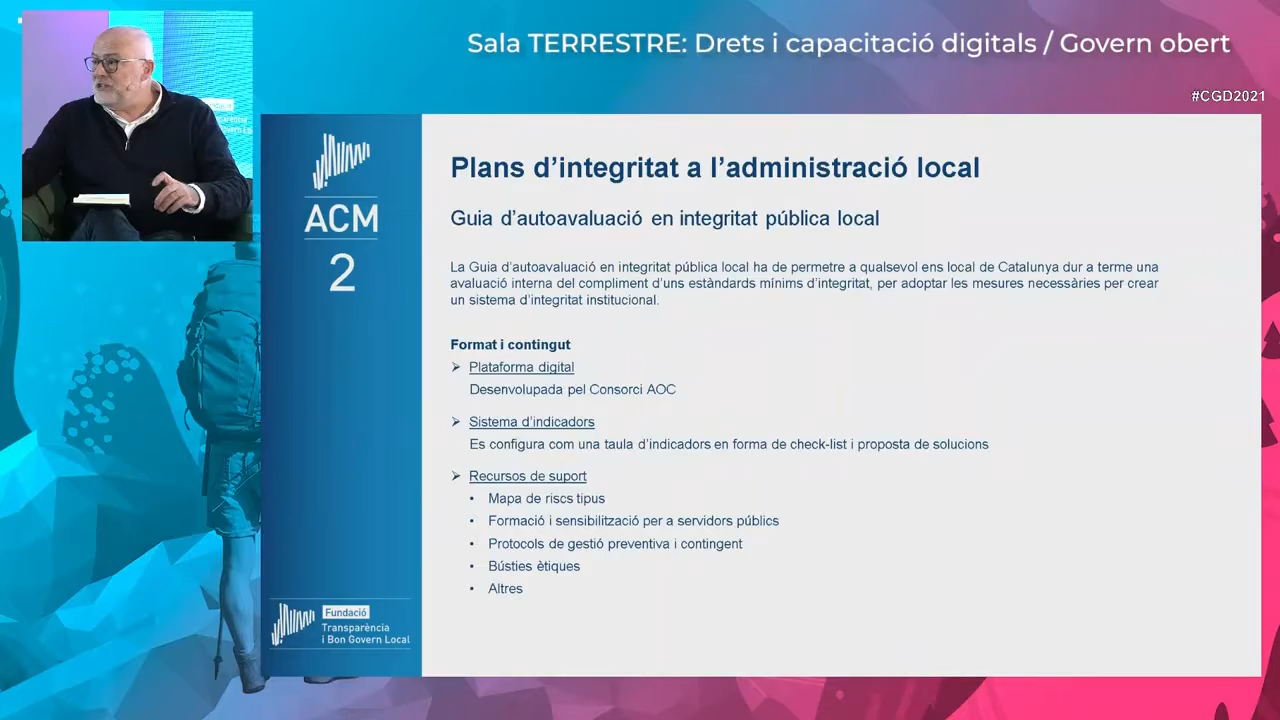 Sala TERRESTRE: Drets i capacitació digitals / Govern obert
#CGD2021
ACM
2
Plans d'integritat a l'administració local
Guia d'autoavaluació en integritat pública local
La Guia d'autoavaluació en integritat pública local ha de permetre a qualsevol ens local de Catalunya dur a terme una
avaluació interna del compliment d'uns estàndards mínims d'integritat, per adoptar les mesures necessàries per crear
un sistema d'integritat institucional.
Format i contingut
➢ Plataforma digital
Desenvolupada pel Consorci AOC
➢ Sistema d'indicadors
Es configura com una taula d'indicadors en forma de check-list i proposta de solucions
➢ Recursos de suport
• Mapa de riscs tipus
• Formació i sensibilització per a servidors públics
• Protocols de gestió preventiva i contingent
• Bústies ètiques
• Altres
Fundació
Transparència
i Bon Govern Local